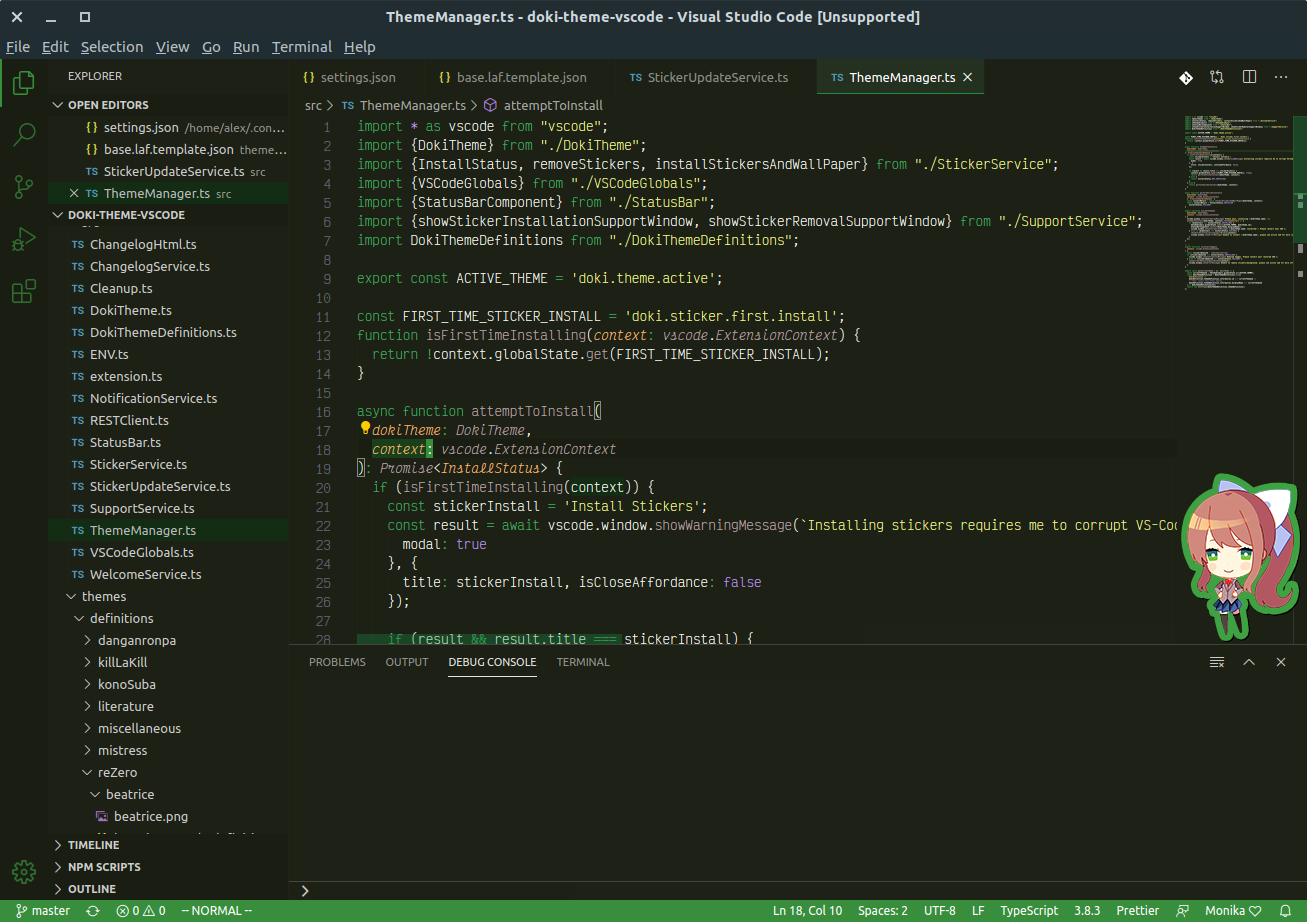 ThemeManager.ts - doki-theme-vscode - Visual Studio Code [Unsupported]
File Edit Selection View Go Run Terminal Help
EXPLORER
OPEN EDITORS
{} settings.json /home/alex/.con...
{} base.laf.template.json theme...
TS StickerUpdateService.ts src
TS ThemeManager.ts src
DOKI-THEME-VSCODE
TS ChangelogHtml.ts
TS ChangelogService.ts
TS Cleanup.ts
TS DokiTheme.ts
TS DokiThemeDefinitions.ts
TS ENV.ts
TS extension.ts
TS NotificationService.ts
TS RESTClient.ts
TS StatusBar.ts
TS StickerService.ts
TS StickerUpdateService.ts
TS SupportService.ts
TS ThemeManager.ts
TS VSCodeGlobals.ts
TS WelcomeService.ts
themes
definitions
danganronpa
killLaKill
konoSuba
literature
miscellaneous
mistress
reZero
beatrice
beatrice.png
TIMELINE
NPM SCRIPTS
OUTLINE
{} settings.json {} base.laf.template.json TS StickerUpdateService.ts TS ThemeManager.ts
src > TS ThemeManager.ts > attemptToInstall
1 import * as vscode from "vscode";
2 import {DokiTheme} from "./DokiTheme";
3 import {InstallStatus, removeStickers, installStickersAndWallPaper} from "./StickerService";
4 import {VSCodeGlobals} from "./VSCodeGlobals";
5 import {StatusBarComponent} from "./StatusBar";
6 import {showStickerInstallationSupportWindow, showStickerRemovalSupportWindow} from "./SupportService";
7 import DokiThemeDefinitions from "./DokiThemeDefinitions";
8
9 export const ACTIVE_THEME = 'doki.theme.active';
10
11 const FIRST_TIME_STICKER_INSTALL = 'doki.sticker.first.install';
12 function isFirstTimeInstalling(context: vscode.ExtensionContext) {
13 return !context.globalState.get(FIRST_TIME_STICKER_INSTALL);
14 }
15
16 async function attemptToInstall(
17 dokiTheme: DokiTheme,
18 context: vscode.ExtensionContext
19 ): Promise<InstallStatus> {
20 if (isFirstTimeInstalling(context)) {
21 const stickerInstall = 'Install Stickers';
22 const result = await vscode.window.showWarningMessage(`Installing stickers requires me to corrupt VS-Co
23 modal: true
24 }, {
25 title: stickerInstall, isCloseAffordance: false
26 });
27
28 if (result && result.title === stickerInstall) {
PROBLEMS OUTPUT DEBUG CONSOLE TERMINAL
master 0 0 -- NORMAL -- Ln 18, Col 10 Spaces: 2 UTF-8 LF TypeScript 3.8.3 Prettier Monika